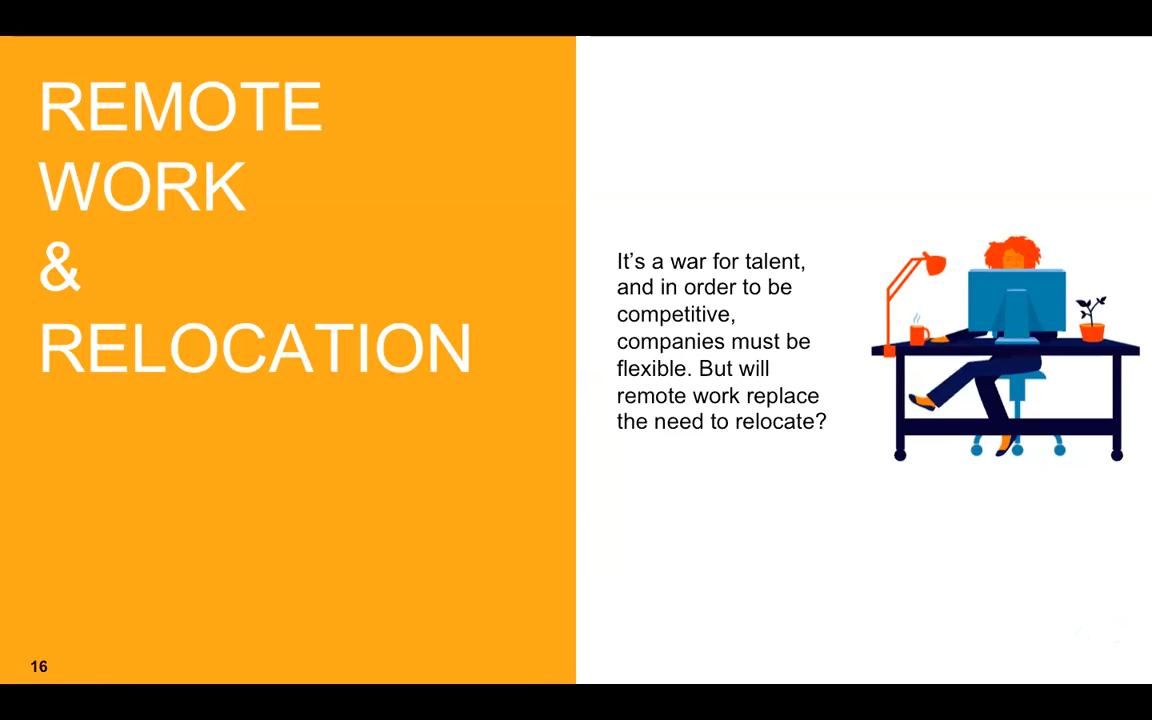 REMOTE
WORK
&
RELOCATION
It’s a war for talent,
and in order to be
competitive,
companies must be
flexible. But will
remote work replace
the need to relocate?
16